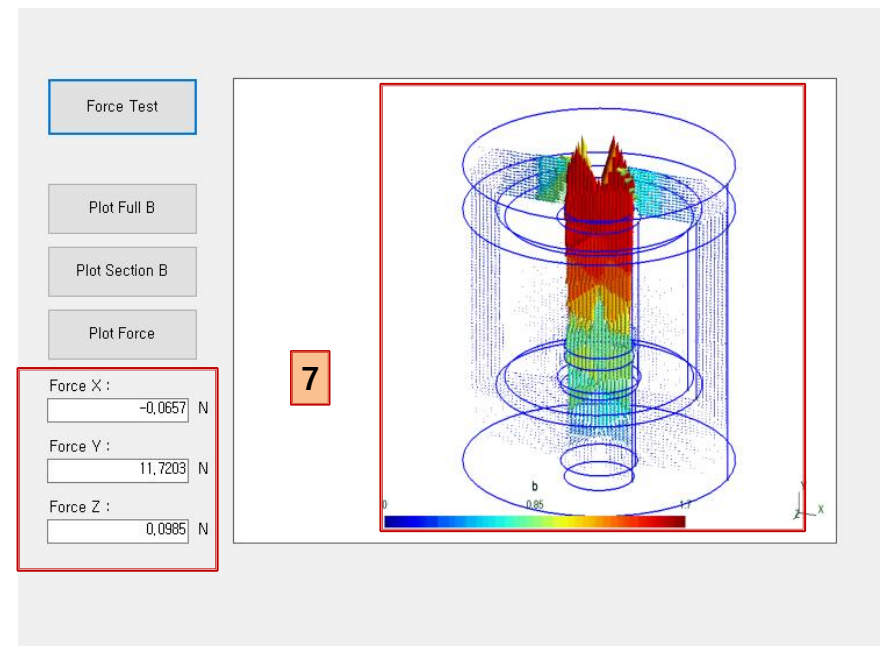 Force Test
Plot Full B
Plot Section B
Plot Force
Force X :
-0,0657 N
Force Y :
11,7203 N
Force Z :
0,0985 N
7
b
0 0.85 1.7
Y
Z X